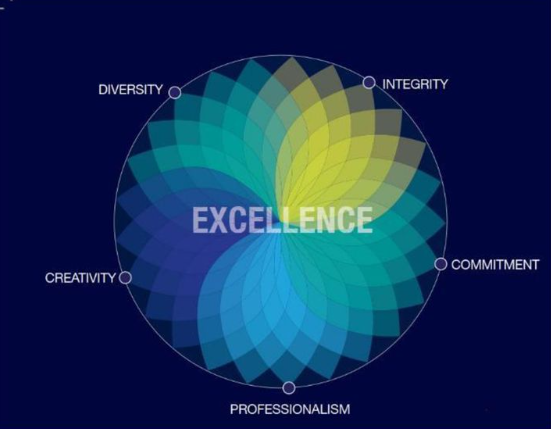 DIVERSITY
INTEGRITY
EXCELLENCE
CREATIVITY
COMMITMENT
PROFESSIONALISM